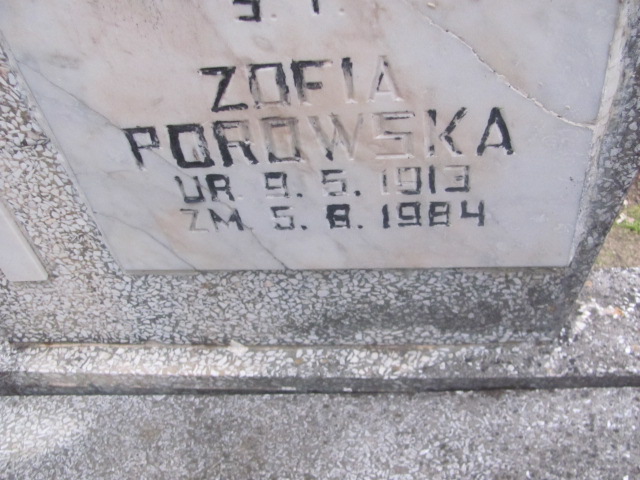 Ś. P.
ZOFIA
POROWSKA
UR. 9. 5. 1913
ZM. 5. 8. 1984